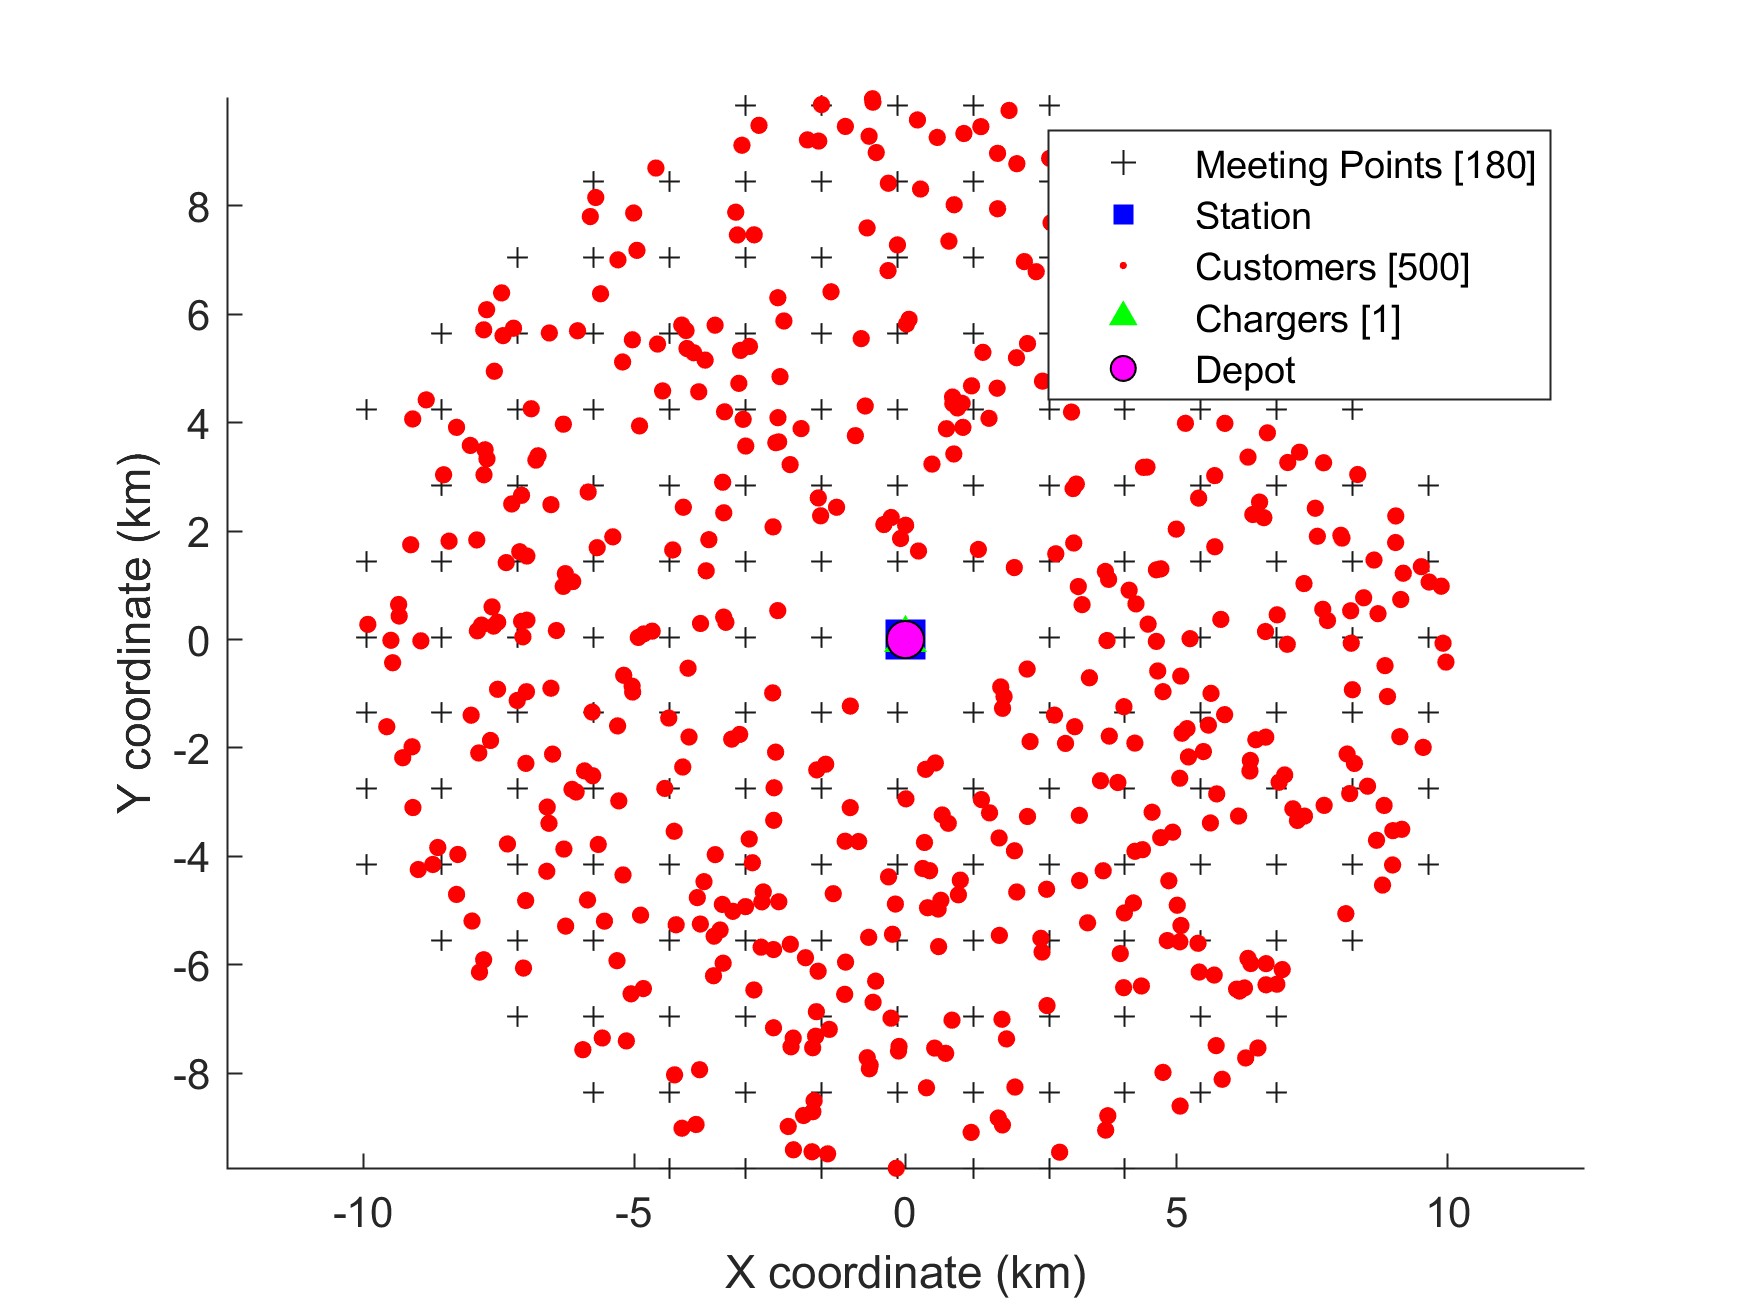 Meeting Points [180]
Station
Customers [500]
Chargers [1]
Depot
8
6
4
2
0
-2
-4
-6
-8
Y coordinate (km)
-10
-5
0
5
10
X coordinate (km)